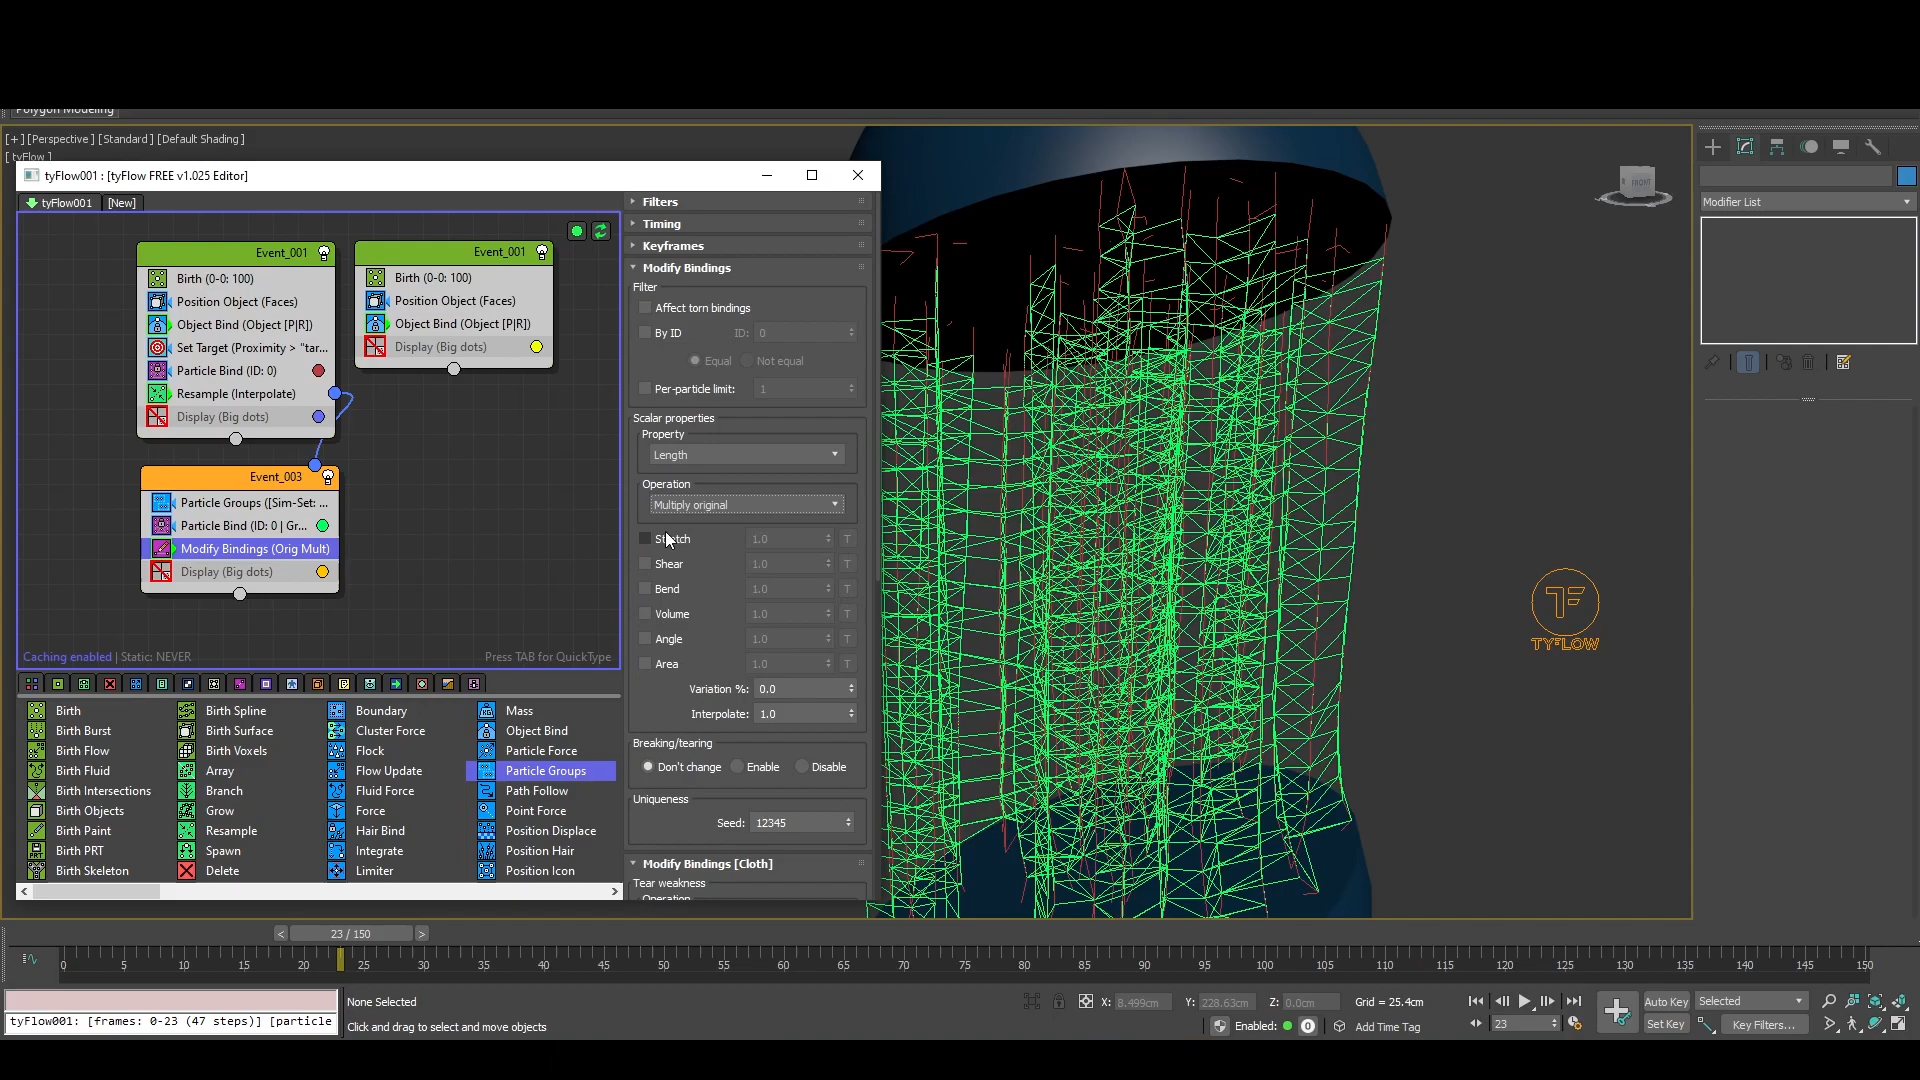 Polygon Modeling
[+] [Perspective] [Standard] [Default Shading]
[ tyFlow ]
tyFlow001 : [tyFlow FREE v1.025 Editor]
tyFlow001
[New]
Event_001
Birth (0-0: 100)
Position Object (Faces)
Object Bind (Object [P|R])
Set Target (Proximity > "tar...
Particle Bind (ID: 0)
Resample (Interpolate)
Display (Big dots)
Event_001
Birth (0-0: 100)
Position Object (Faces)
Object Bind (Object [P|R])
Display (Big dots)
Event_003
Particle Groups ([Sim-Set: ...
Particle Bind (ID: 0 | Gr...
Modify Bindings (Orig Mult)
Display (Big dots)
Caching enabled | Static: NEVER
Press TAB for QuickType
Birth
Birth Burst
Birth Flow
Birth Fluid
Birth Intersections
Birth Objects
Birth Paint
Birth PRT
Birth Skeleton
Birth Spline
Birth Surface
Birth Voxels
Array
Branch
Grow
Resample
Spawn
Delete
Boundary
Cluster Force
Flock
Flow Update
Fluid Force
Force
Hair Bind
Integrate
Limiter
Mass
Object Bind
Particle Force
Particle Groups
Path Follow
Point Force
Position Displace
Position Hair
Position Icon
Filters
Timing
Keyframes
Modify Bindings
Filter
Affect torn bindings
By ID ID: 0
Equal Not equal
Per-particle limit: 1
Scalar properties
Property
Length
Operation
Multiply original
Stretch 1.0 T
Shear 1.0 T
Bend 1.0 T
Volume 1.0 T
Angle 1.0 T
Area 1.0 T
Variation %: 0.0
Interpolate: 1.0
Breaking/tearing
Don't change Enable Disable
Uniqueness
Seed: 12345
Modify Bindings [Cloth]
Tear weakness
Operation
FRONT
TF
TYFLOW
Modifier List
< 23 / 150 >
0 5 10 15 20 25 30 35 40 45 50 55 60 65 70 75 80 85 90 95 100 105 110 115 120 125 130 135 140 145 150
tyFlow001: [frames: 0-23 (47 steps)] [particle
None Selected
Click and drag to select and move objects
X: 8.499cm Y: 228.63cm Z: 0.0cm Grid = 25.4cm
Enabled: 0 Add Time Tag
23
Auto Key
Selected
Set Key
Key Filters...